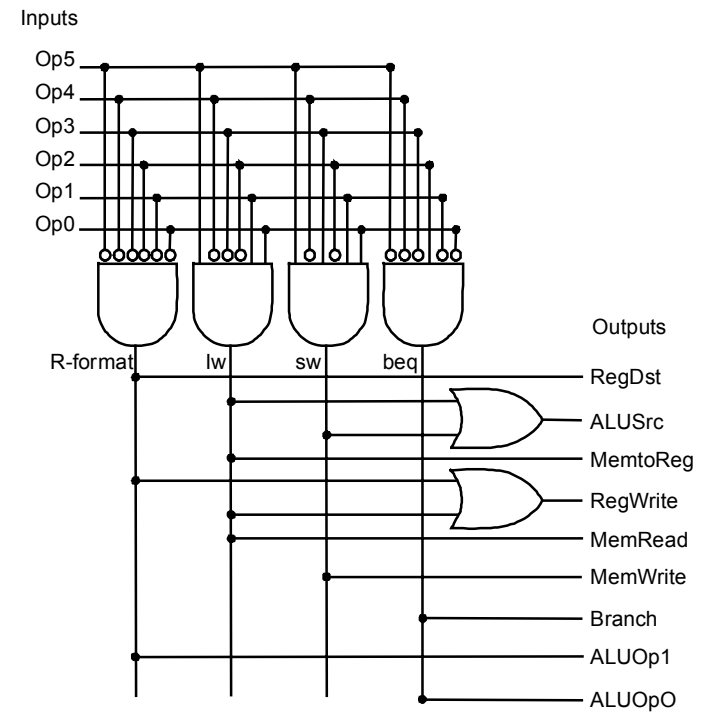 Inputs
Op5
Op4
Op3
Op2
Op1
Op0
R-format
lw
sw
beq
Outputs
RegDst
ALUSrc
MemtoReg
RegWrite
MemRead
MemWrite
Branch
ALUOp1
ALUOpO